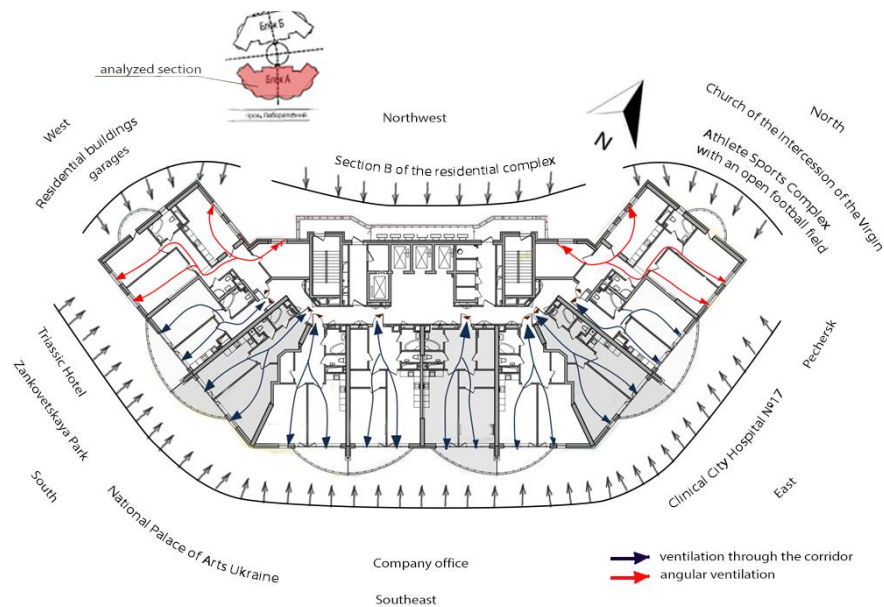 Блок Б
analyzed section
Блок А
Northwest
N
West
Residential buildings
garages
Section B of the residential complex
North
Church of the Intercession of the Virgin
Athlete Sports Complex
with an open football field
Triassic Hotel
Zankovetskaya Park
South
National Palace of Arts Ukraine
Company office
Southeast
Clinical City Hospital №17
Pechersk
East
ventilation through the corridor
angular ventilation